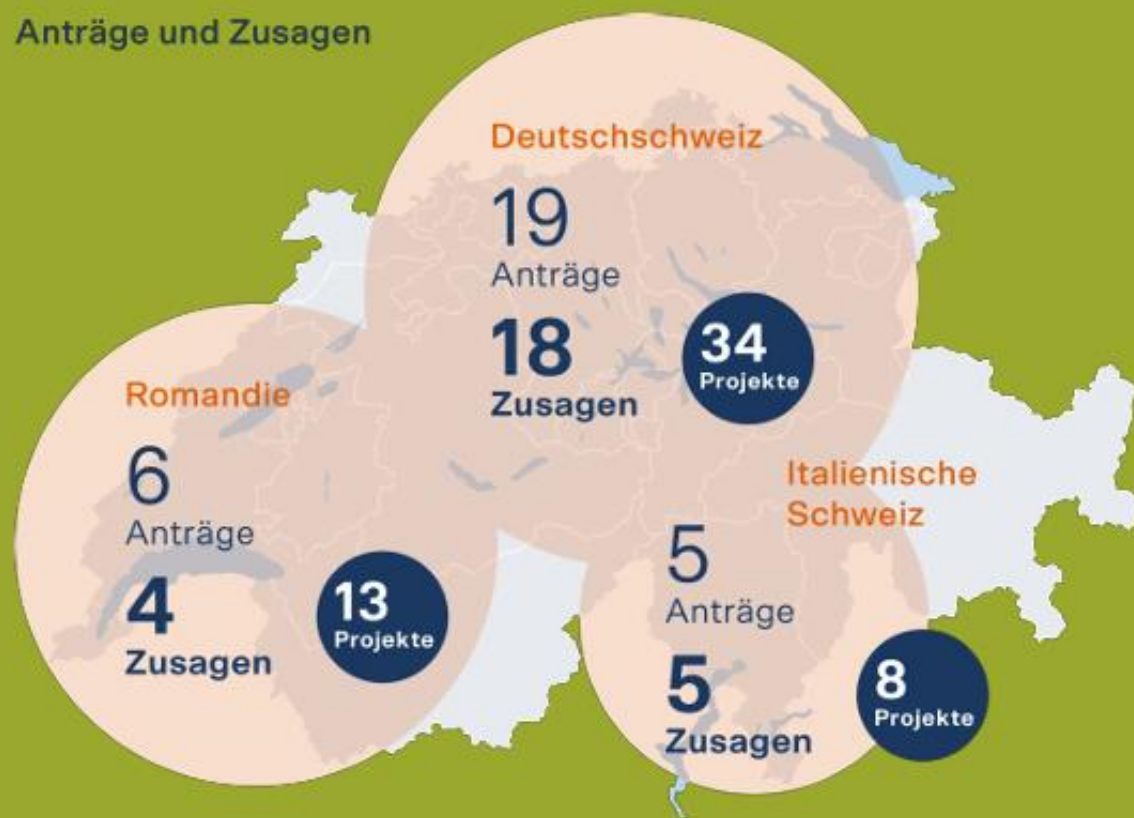 Anträge und Zusagen
Deutschschweiz
19
Anträge
18
Zusagen
34
Projekte
Romandie
6
Anträge
4
Zusagen
13
Projekte
Italienische
Schweiz
5
Anträge
5
Zusagen
8
Projekte